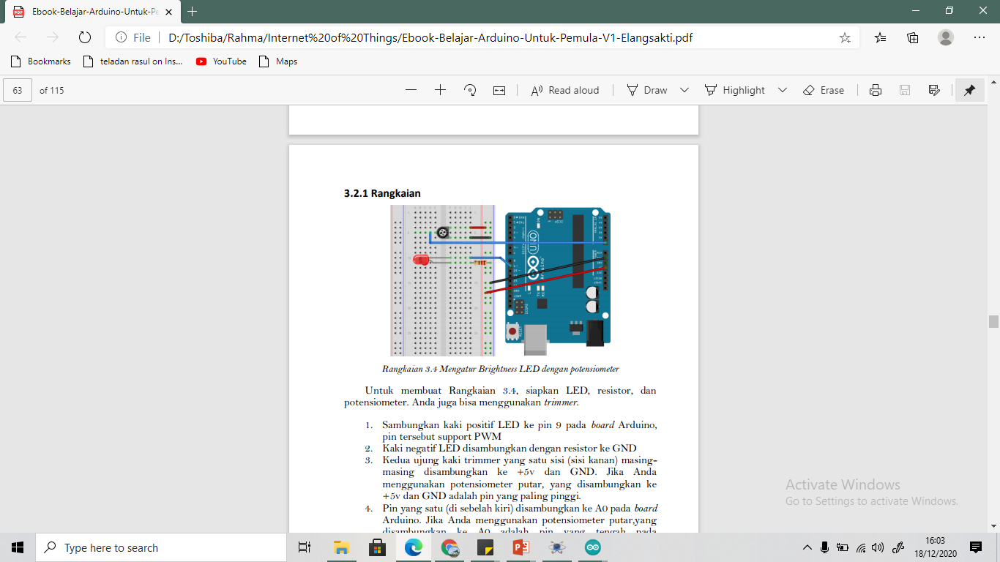 Ebook-Belajar-Arduino-Untuk-Pe
File
D:/Toshiba/Rahma/Internet%20of%20Things/Ebook-Belajar-Arduino-Untuk-Pemula-V1-Elangsakti.pdf
Bookmarks
teladan rasul on Ins...
YouTube
Maps
63
of 115
Read aloud
Draw
Highlight
Erase
3.2.1 Rangkaian
UNO
Arduino
Rangkaian 3.4 Mengatur Brightness LED dengan potensiometer
Untuk membuat Rangkaian 3.4, siapkan LED, resistor, dan
potensiometer. Anda juga bisa menggunakan trimmer.
1. Sambungkan kaki positif LED ke pin 9 pada board Arduino,
pin tersebut support PWM
2. Kaki negatif LED disambungkan dengan resistor ke GND
3. Kedua ujung kaki trimmer yang satu sisi (sisi kanan) masing-
masing disambungkan ke +5v dan GND. Jika Anda
menggunakan potensiometer putar, yang disambungkan ke
+5v dan GND adalah pin yang paling pinggi.
4. Pin yang satu (di sebelah kiri) disambungkan ke A0 pada board
Arduino. Jika Anda menggunakan potensiometer putar,yang
disambungkan ke A0 adalah pin yang tengah pada
Activate Windows
Go to Settings to activate Windows.
Type here to search
16:03
18/12/2020